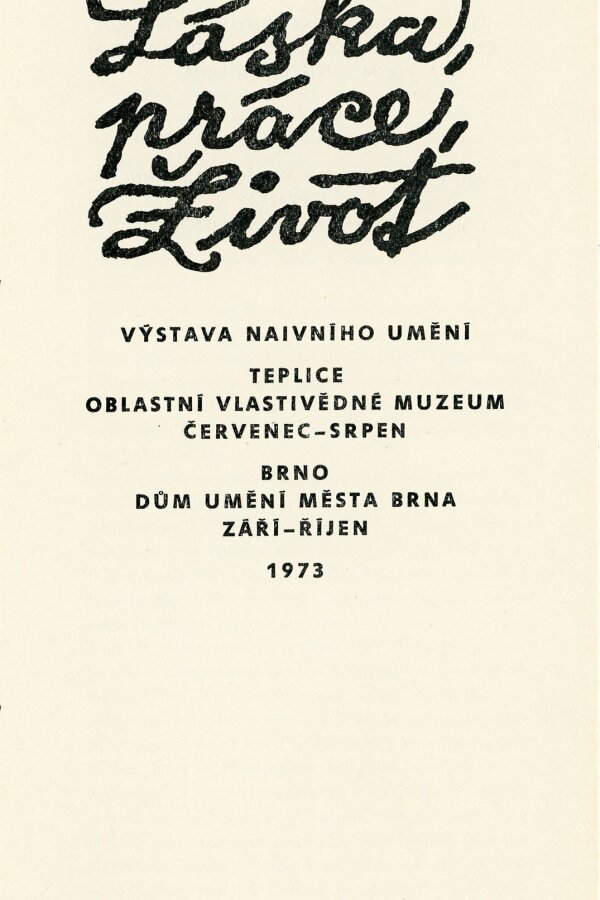 Láska,
práce,
Život
VÝSTAVA NAIVNÍHO UMĚNÍ
TEPLICE
OBLASTNÍ VLASTIVĚDNÉ MUZEUM
ČERVENEC–SRPEN
BRNO
DŮM UMĚNÍ MĚSTA BRNA
ZÁŘÍ–ŘÍJEN
1973